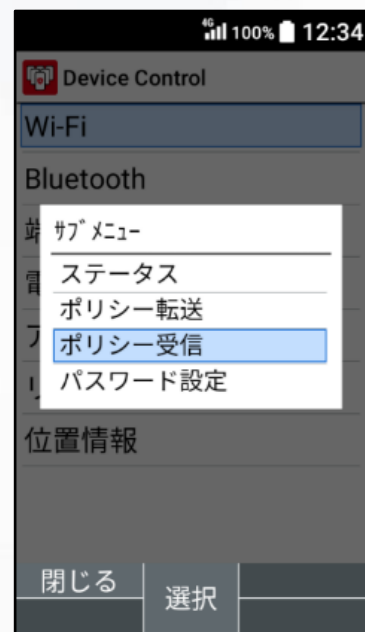 4G 100% 12:34
Device Control
Wi-Fi
Bluetooth
ｻﾌﾞﾒﾆｭｰ
ステータス
ポリシー転送
ポリシー受信
パスワード設定
位置情報
閉じる
選択